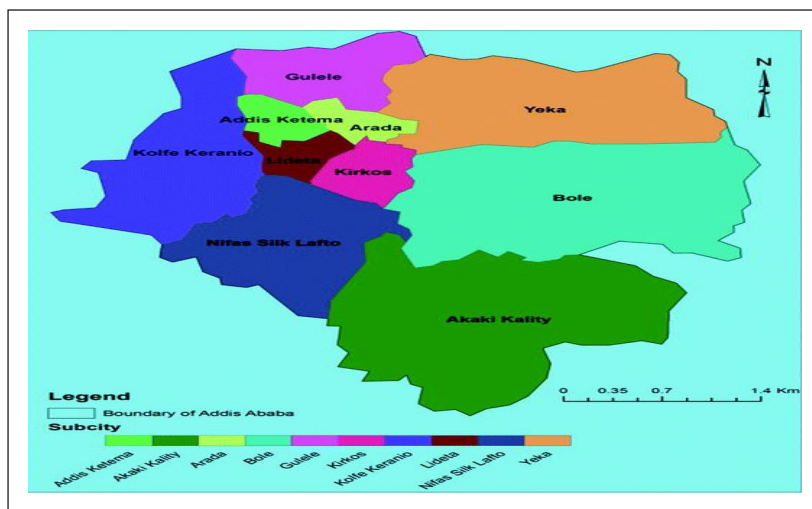 N
Gulele
Yeka
Addis Ketema
Arada
Kolfe Keranio
Lideta
Kirkos
Bole
Nifas Silk Lafto
Akaki Kality
Legend
0 0.35 0.7 1.4 Km
Boundary of Addis Ababa
Subcity
Addis Ketema
Akaki Kality
Arada
Bole
Gulele
Kirkos
Kolfe Keranio
Lideta
Nifas Silk Lafto
Yeka